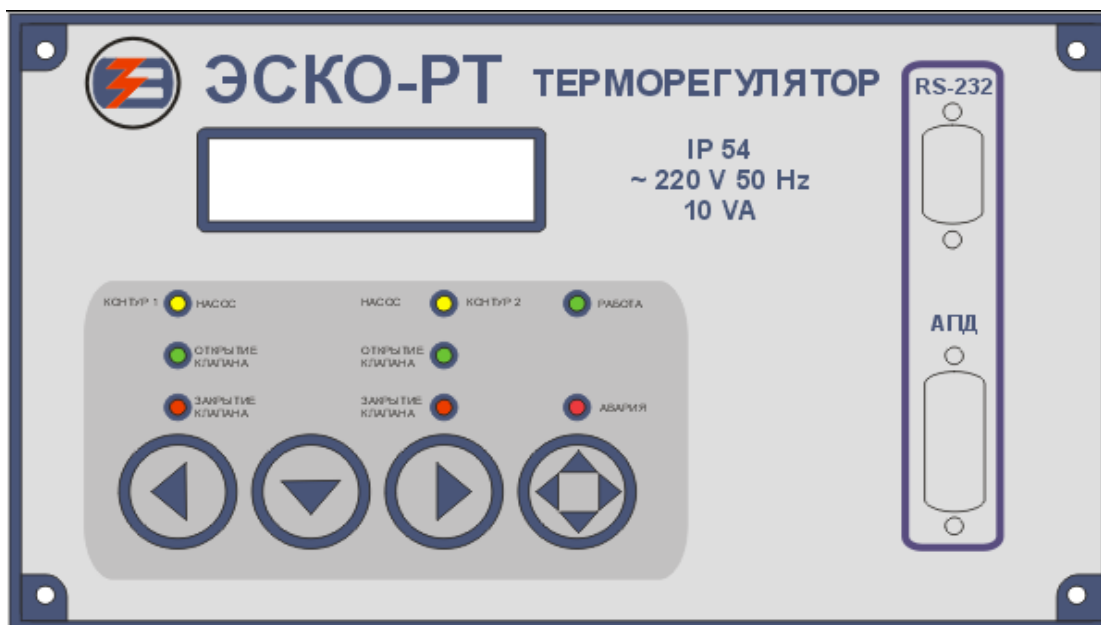 ЭСКО-РТ ТЕРМОРЕГУЛЯТОР
RS-232
IP 54
~ 220 V 50 Hz
10 VA
КОНТУР 1 НАСОС
НАСОС КОНТУР 2
РАБОТА
АПД
ОТКРЫТИЕ
КЛАПАНА
ОТКРЫТИЕ
КЛАПАНА
ЗАКРЫТИЕ
КЛАПАНА
ЗАКРЫТИЕ
КЛАПАНА
АВАРИЯ